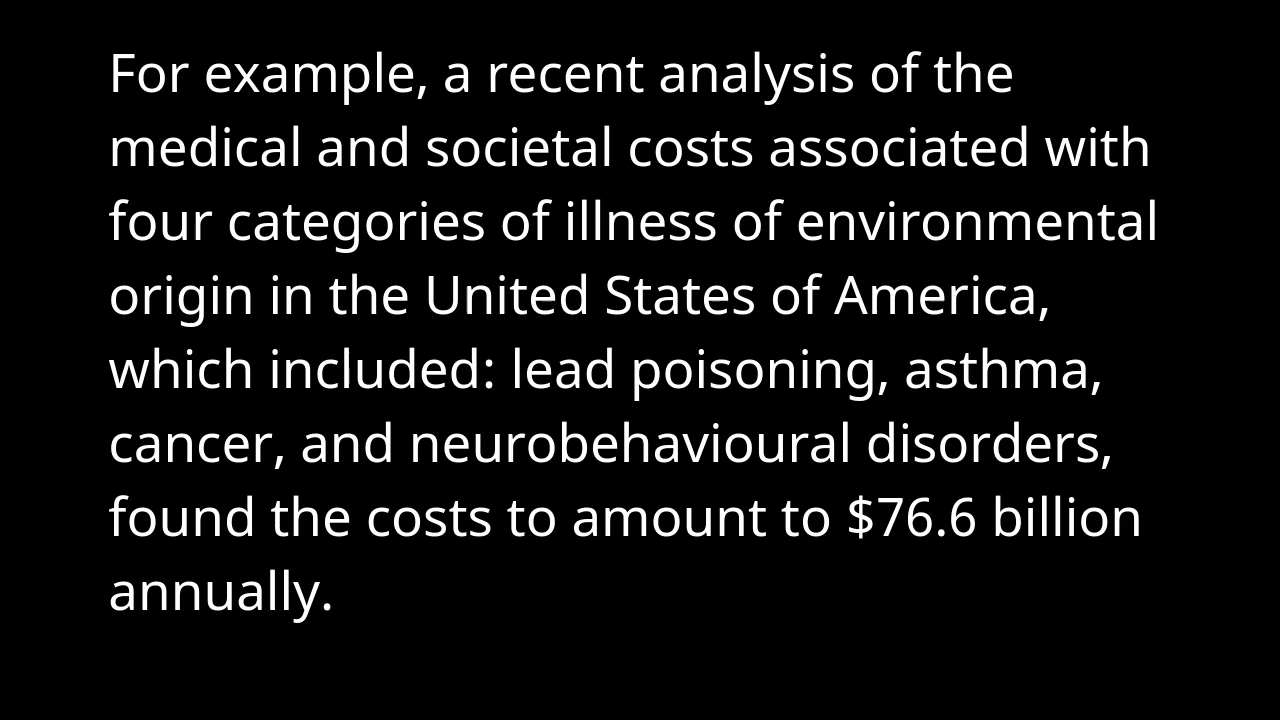 For example, a recent analysis of the
medical and societal costs associated with
four categories of illness of environmental
origin in the United States of America,
which included: lead poisoning, asthma,
cancer, and neurobehavioural disorders,
found the costs to amount to $76.6 billion
annually.